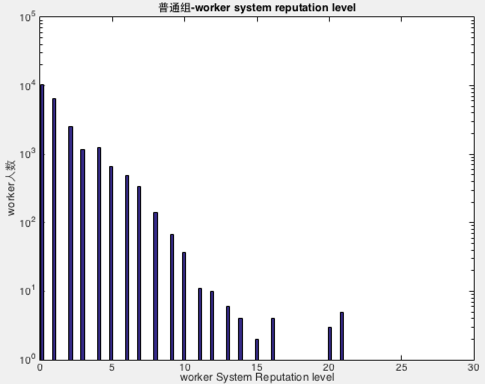 普通组-worker system reputation level
10^5
10^4
10^3
10^2
10^1
10^0
worker人数
0 5 10 15 20 25 30
worker System Reputation level